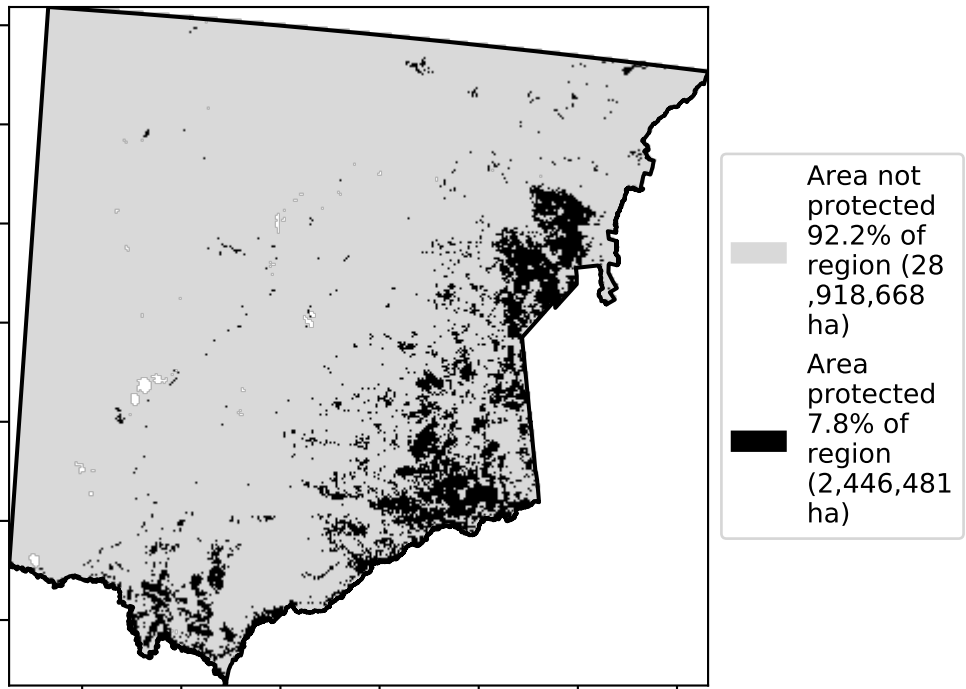 Area not
protected
92.2% of
region (28
,918,668
ha)
Area
protected
7.8% of
region
(2,446,481
ha)